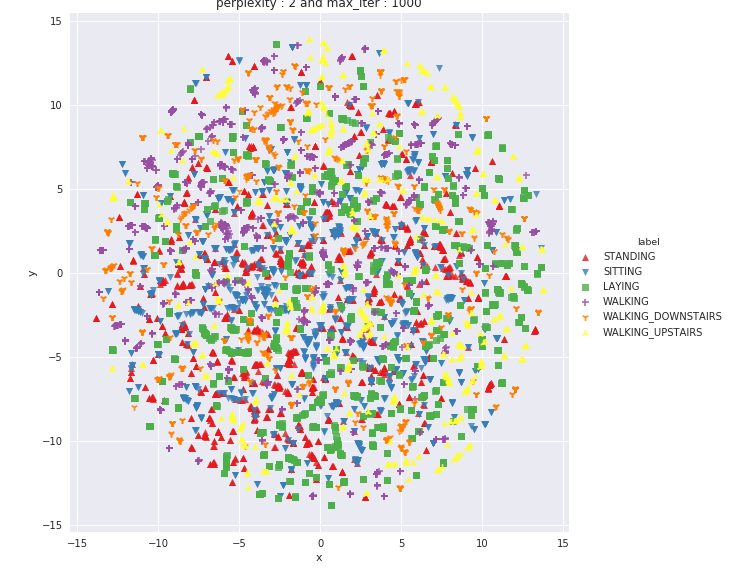 perplexity : 2 and max_iter : 1000
15
10
5
0
−5
−10
−15
y
−15 −10 −5 0 5 10 15
x
label
STANDING
SITTING
LAYING
WALKING
WALKING_DOWNSTAIRS
WALKING_UPSTAIRS